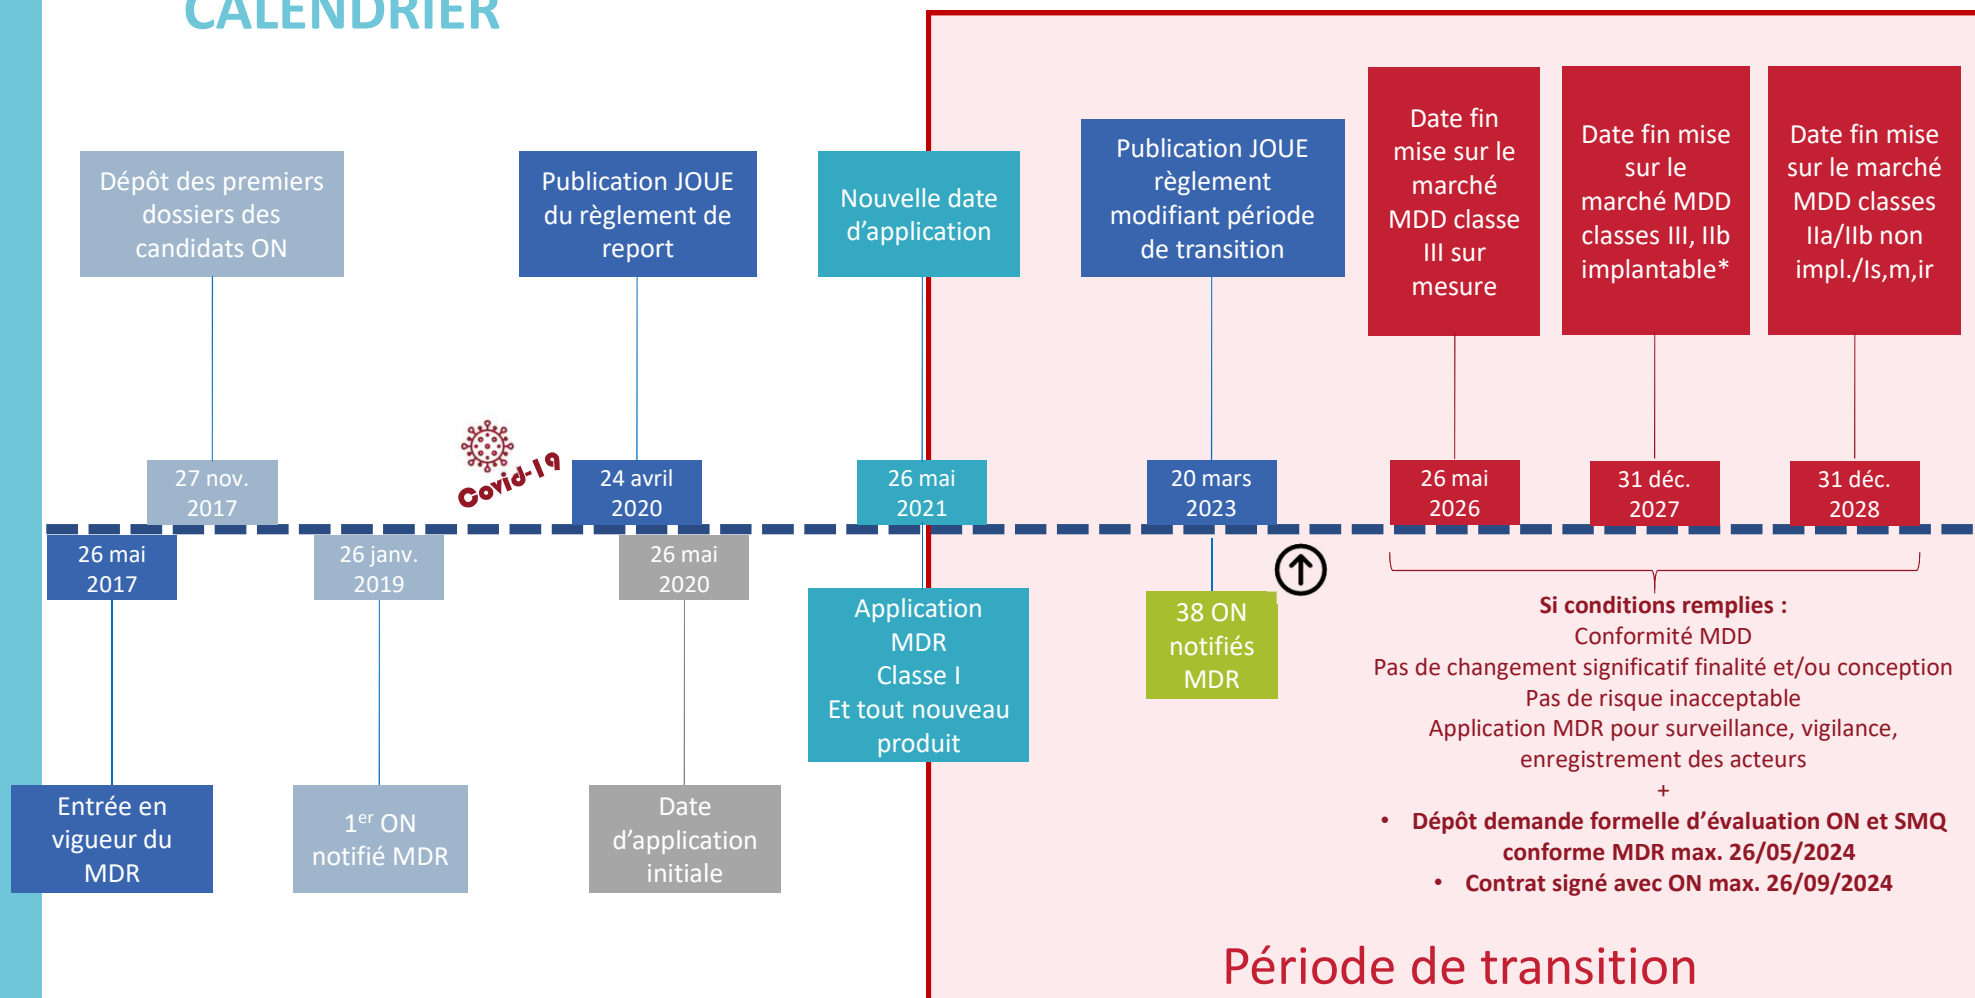 CALENDRIER
Dépôt des premiers
dossiers des
candidats ON
Publication JOUE
du règlement de
report
Nouvelle date
d’application
Publication JOUE
règlement
modifiant période
de transition
Date fin
mise sur le
marché
MDD classe
III sur
mesure
Date fin mise
sur le
marché MDD
classes III, IIb
implantable*
Date fin mise
sur le marché
MDD classes
IIa/IIb non
impl./Is,m,ir
27 nov.
2017
Covid-19
24 avril
2020
26 mai
2021
20 mars
2023
26 mai
2026
31 déc.
2027
31 déc.
2028
26 mai
2017
26 janv.
2019
26 mai
2020
Application
MDR
Classe I
Et tout nouveau
produit
38 ON
notifiés
MDR
Si conditions remplies :
Conformité MDD
Pas de changement significatif finalité et/ou conception
Pas de risque inacceptable
Application MDR pour surveillance, vigilance,
enregistrement des acteurs
+
• Dépôt demande formelle d’évaluation ON et SMQ
conforme MDR max. 26/05/2024
• Contrat signé avec ON max. 26/09/2024
Entrée en
vigueur du
MDR
1er ON
notifié MDR
Date
d’application
initiale
Période de transition